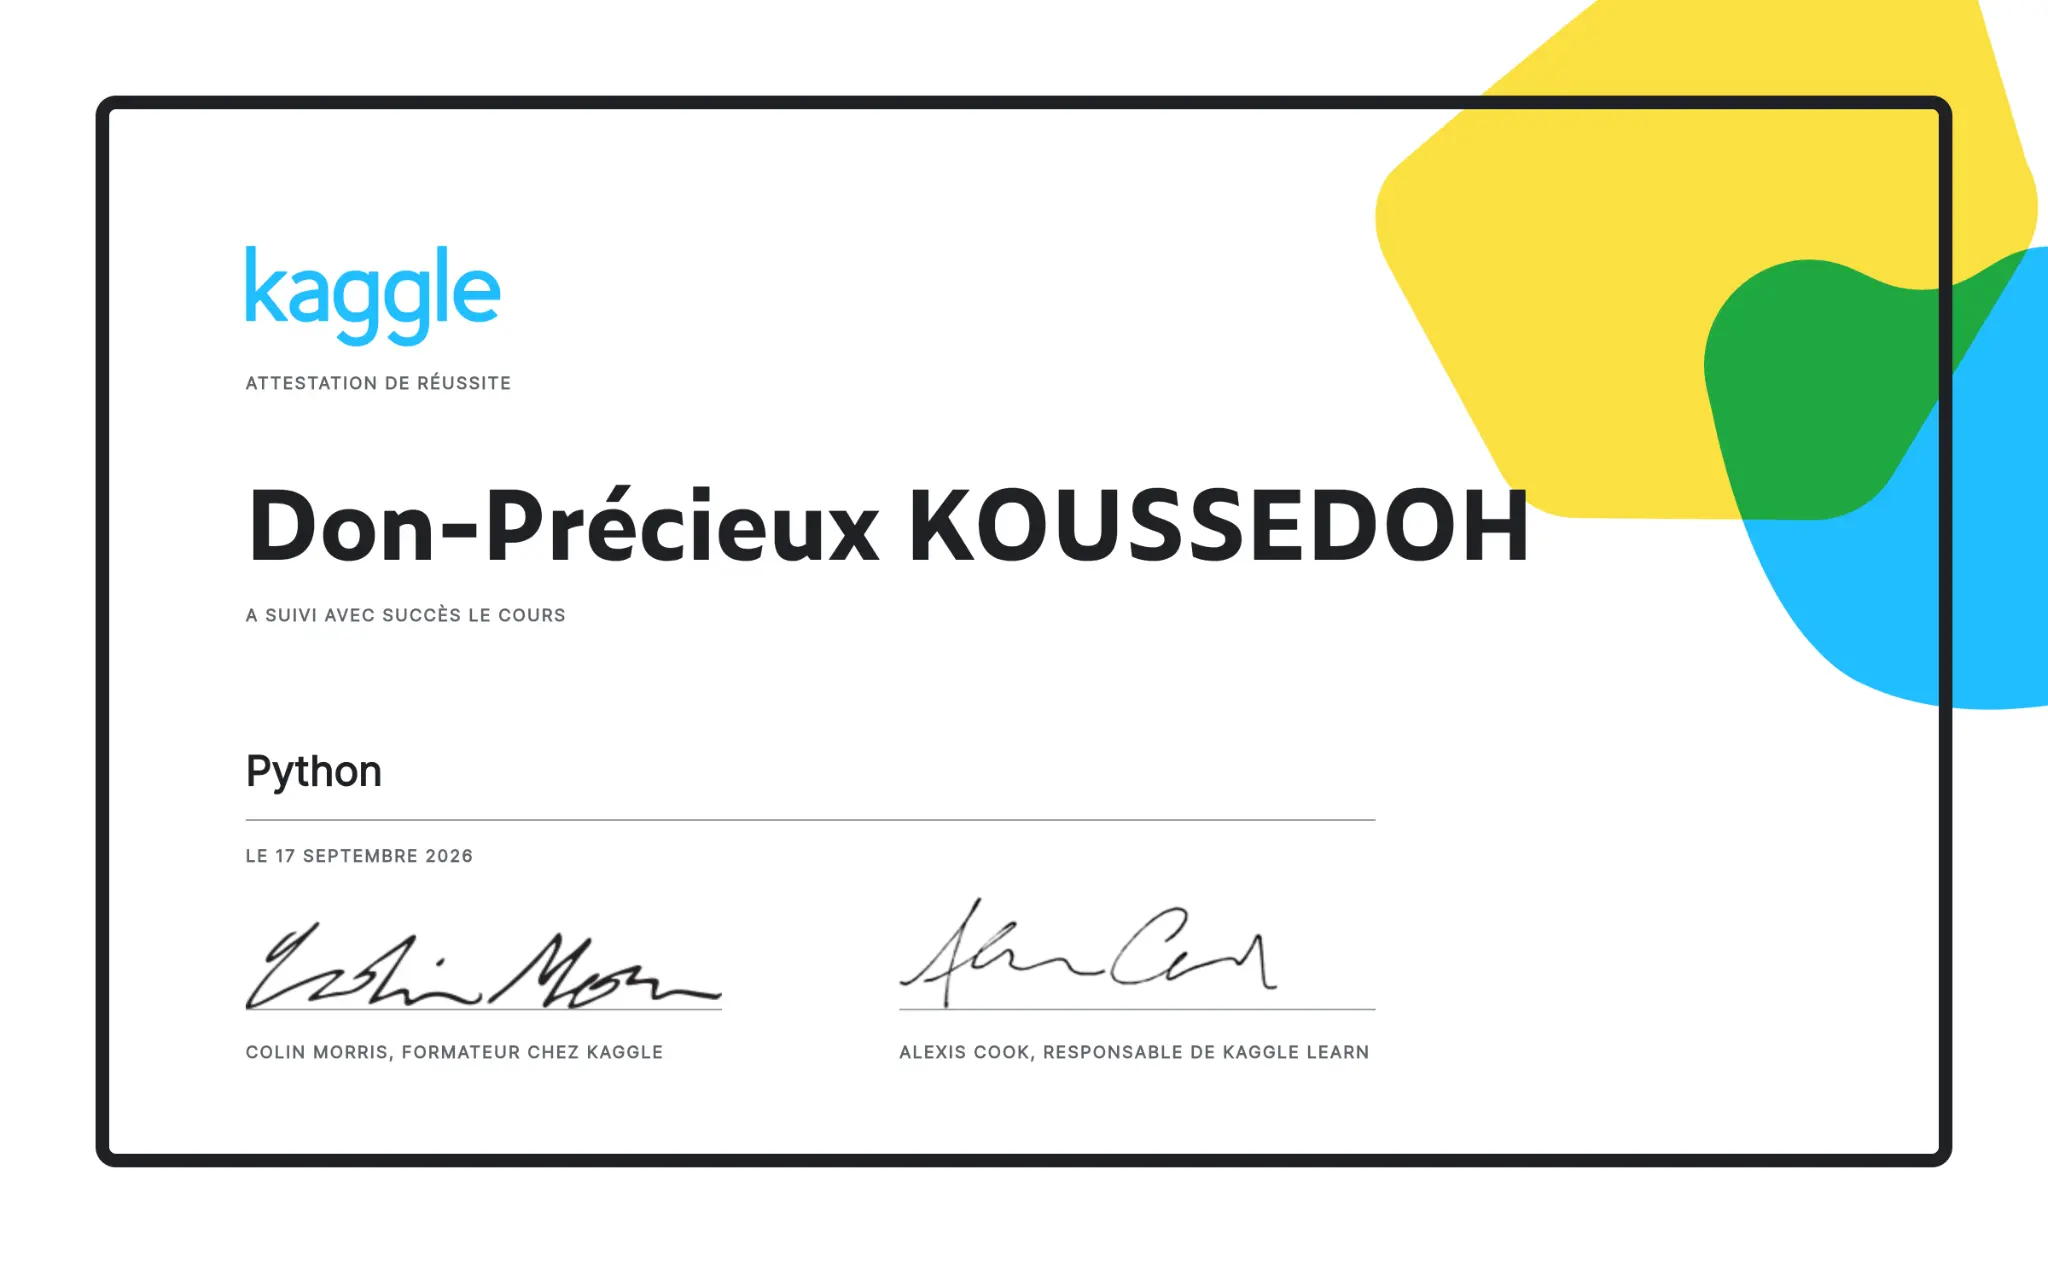 kaggle
ATTESTATION DE RÉUSSITE
Don-Précieux KOUSSEDOH
A SUIVI AVEC SUCCÈS LE COURS
Python
LE 17 SEPTEMBRE 2026
COLIN MORRIS, FORMATEUR CHEZ KAGGLE
ALEXIS COOK, RESPONSABLE DE KAGGLE LEARN